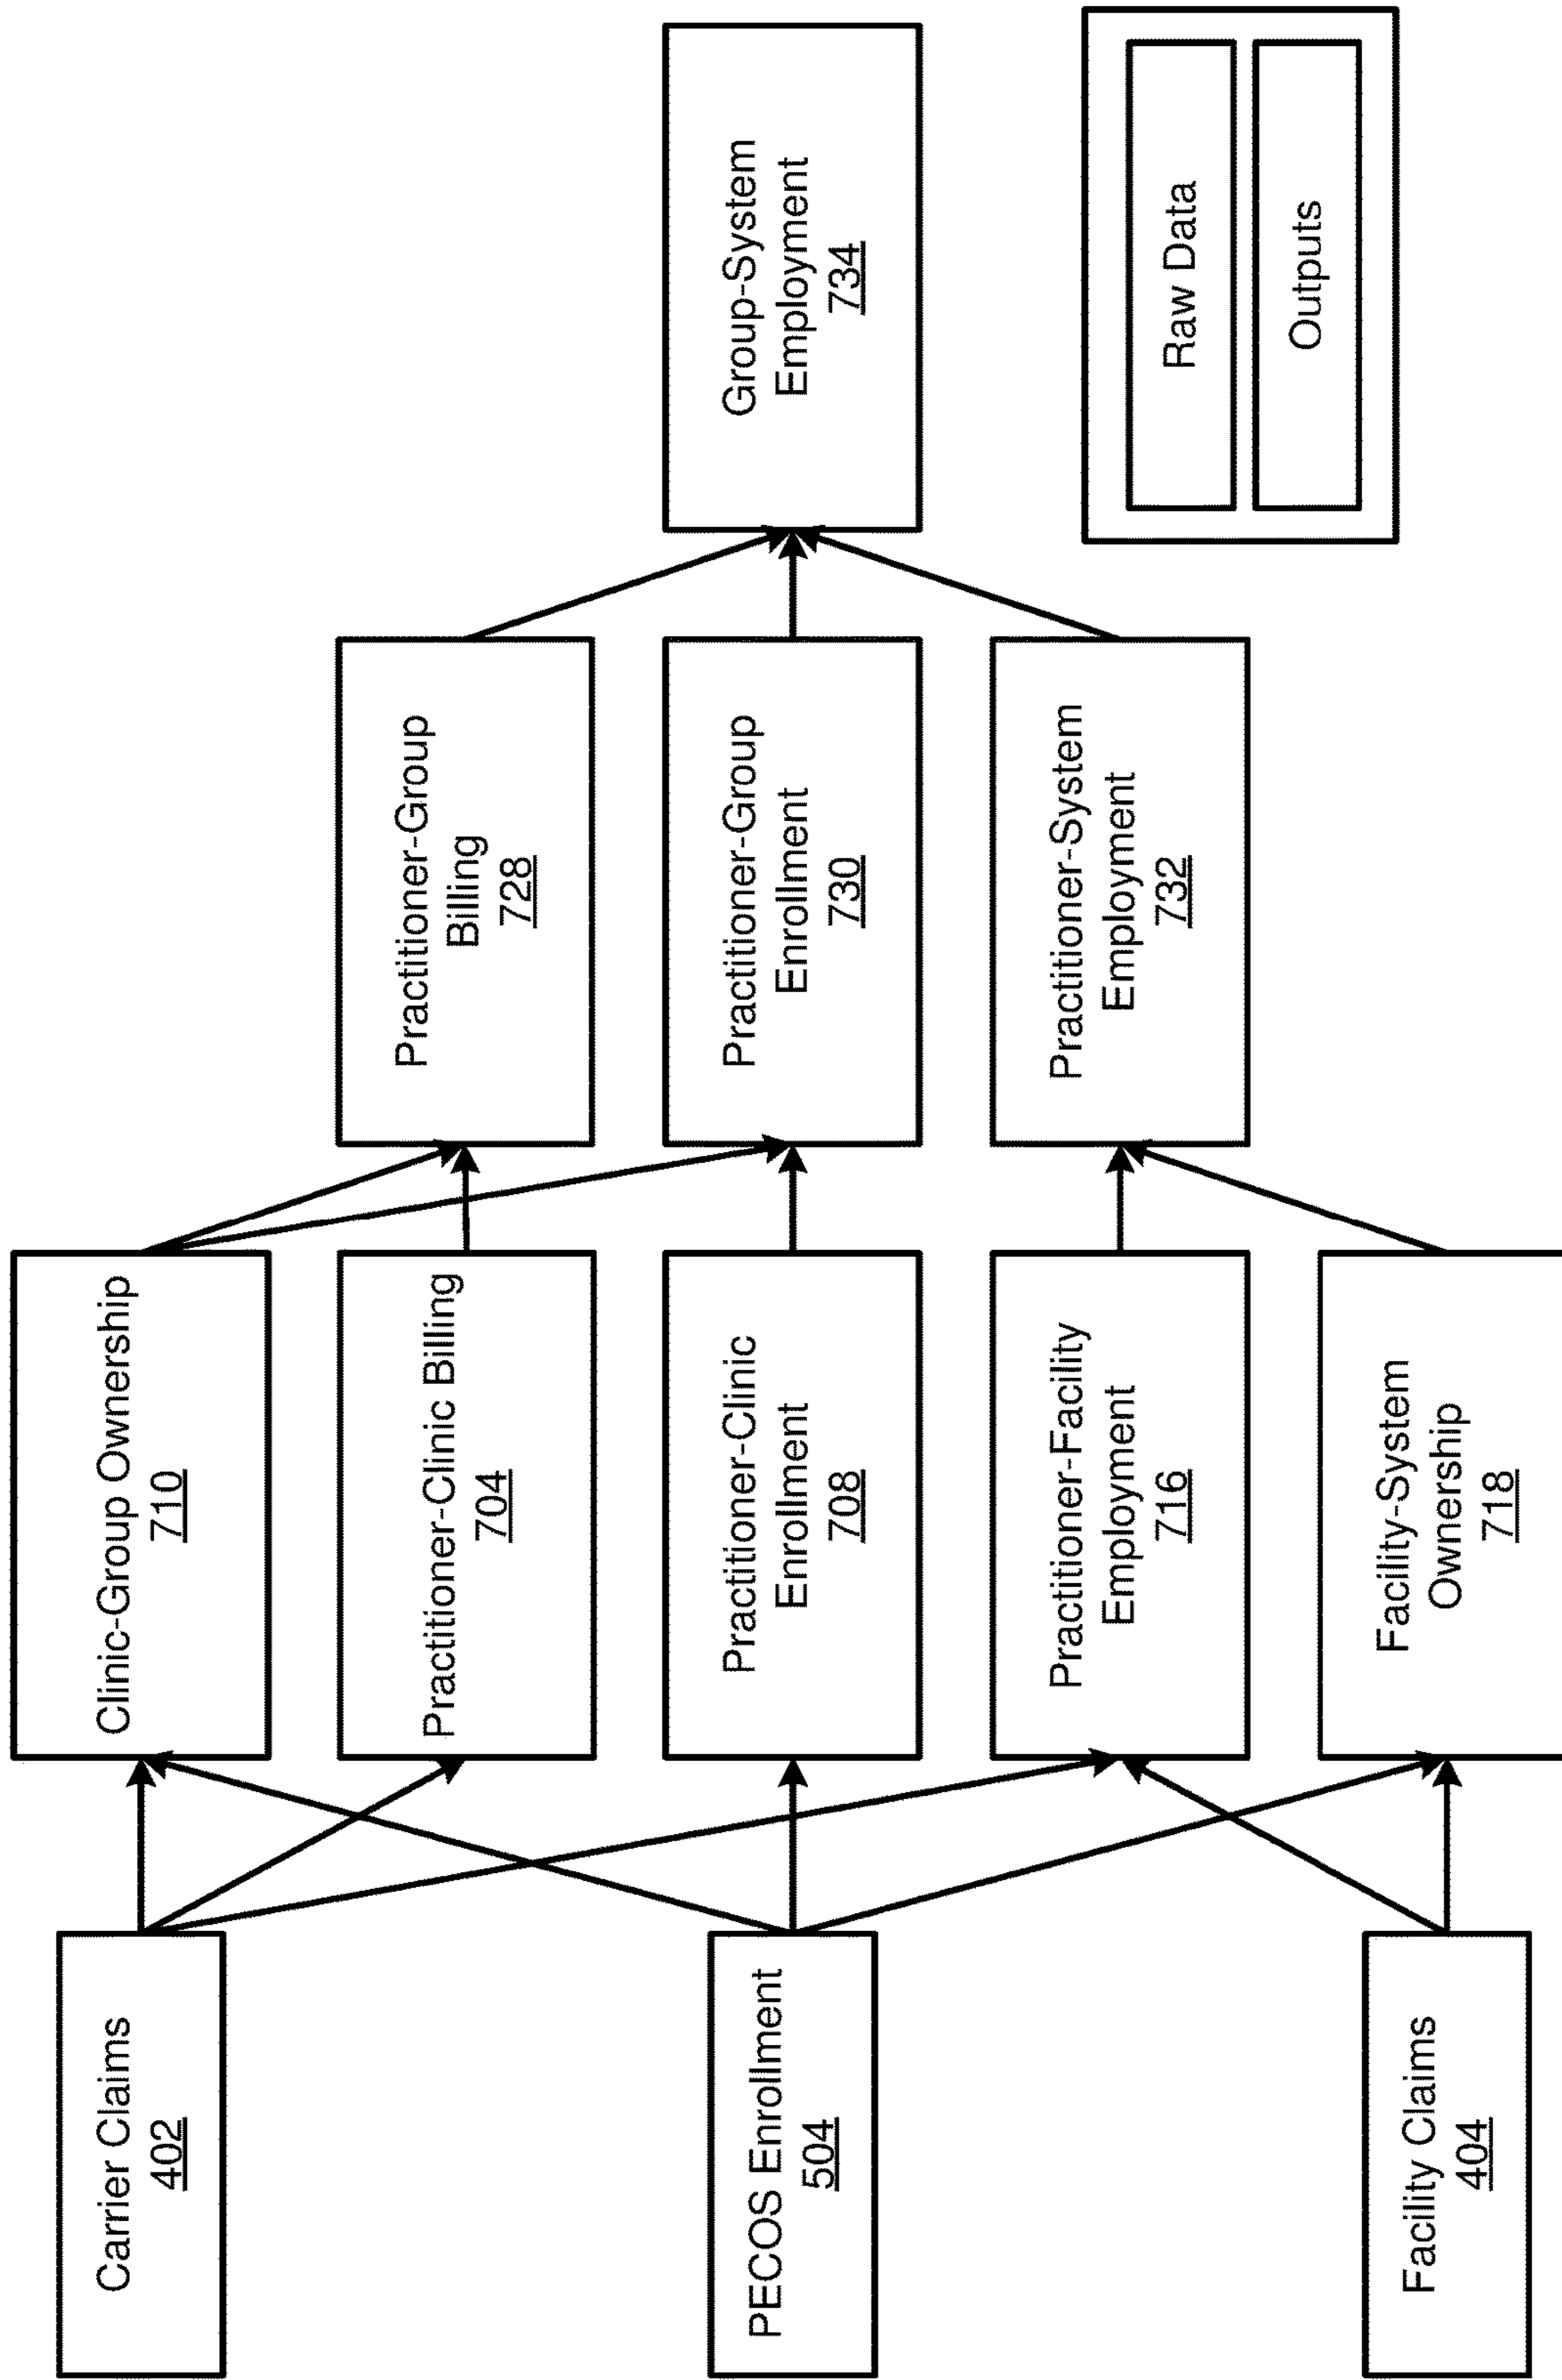 Carrier Claims
402
PECOS Enrollment
504
Facility Claims
404
Clinic-Group Ownership
710
Practitioner-Clinic Billing
704
Practitioner-Clinic
Enrollment
708
Practitioner-Facility
Employment
716
Facility-System
Ownership
718
Practitioner-Group
Billing
728
Practitioner-Group
Enrollment
730
Practitioner-System
Employment
732
Group-System
Employment
734
Raw Data
Outputs